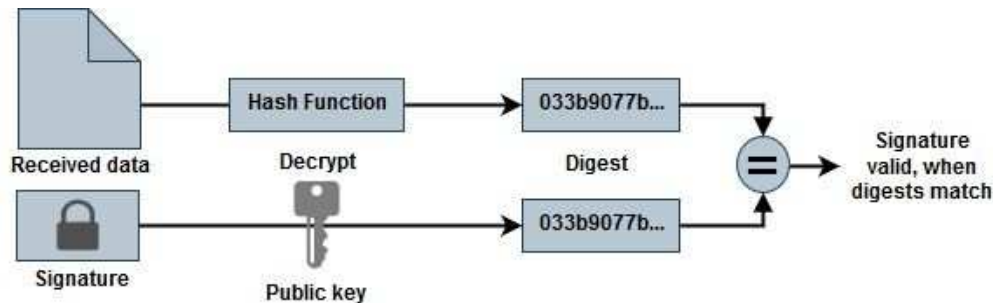 Hash Function
033b9077b...
Received data
Decrypt
Digest
Signature
valid, when
digests match
033b9077b...
Signature
Public key